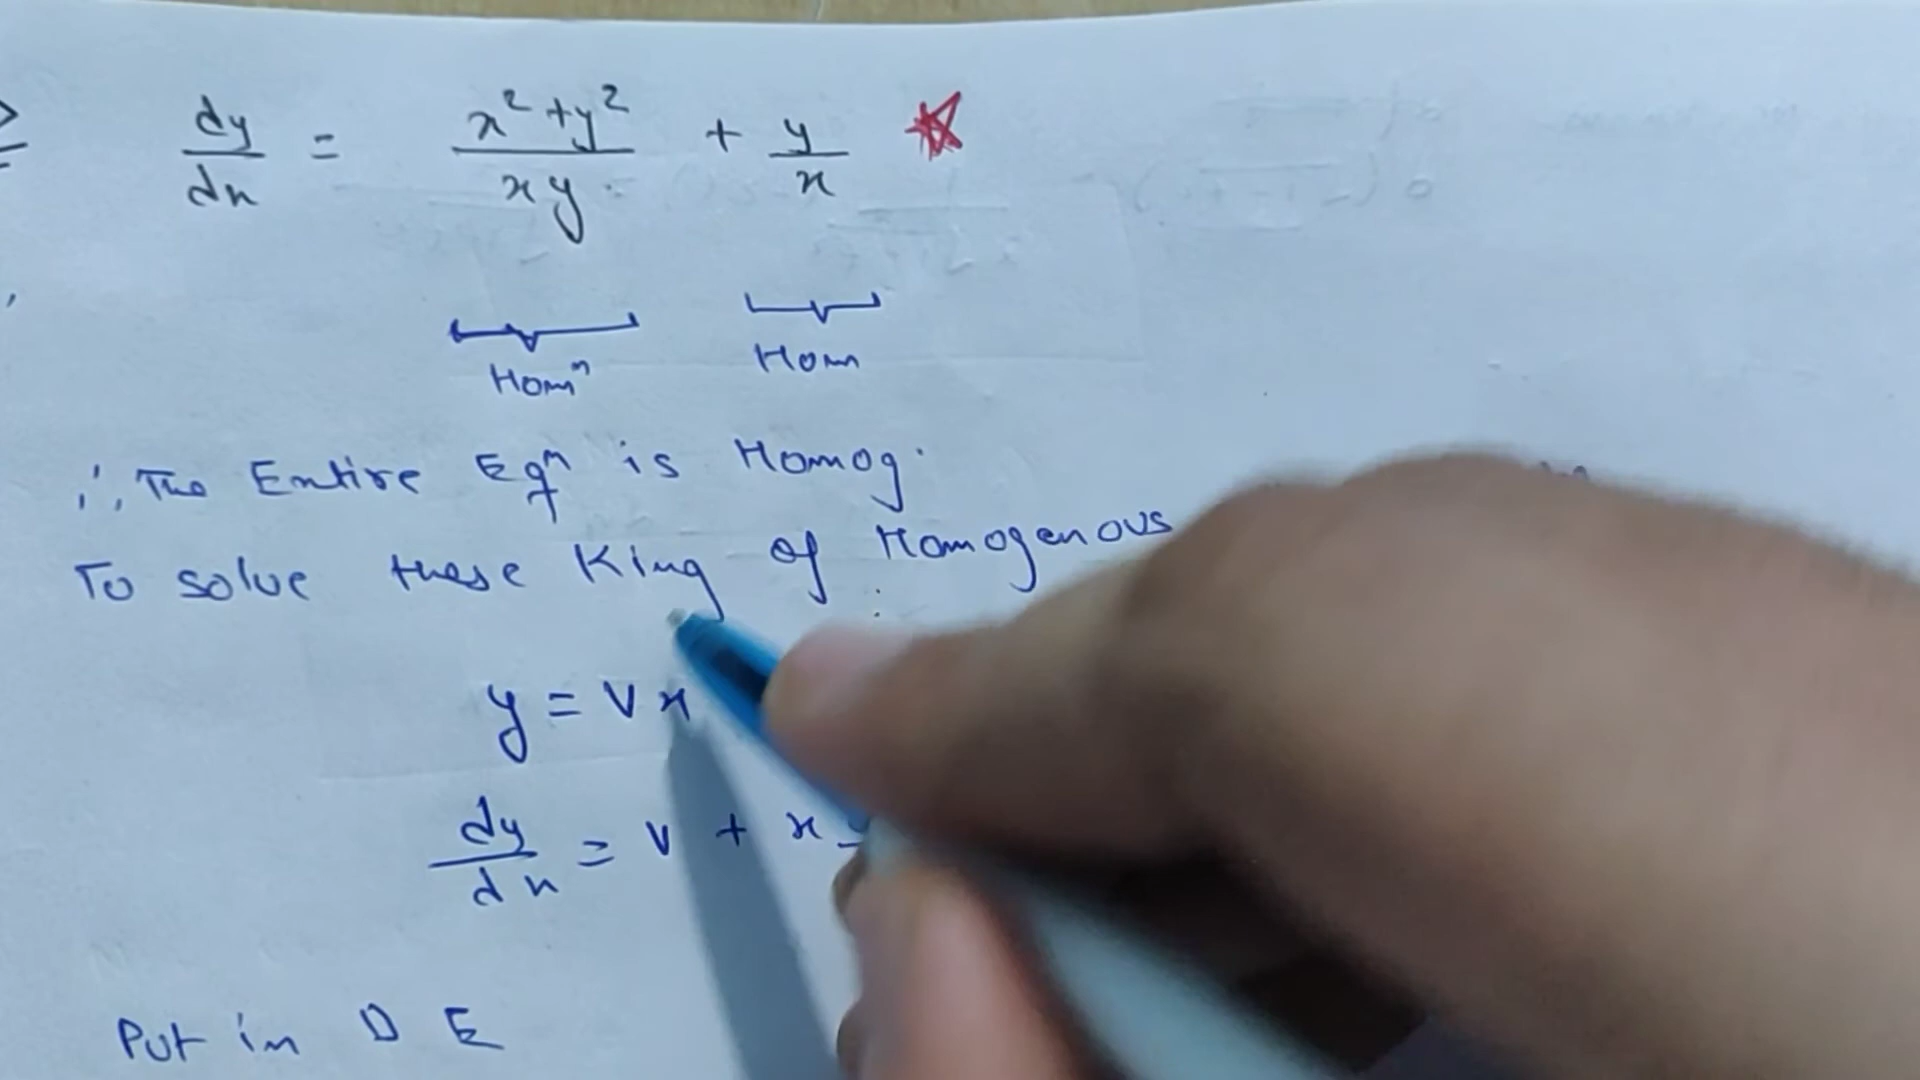 dy/dx = x²+y²/xy + y/x
Homⁿ Hom
∴ The Entire Eqⁿ is Homog.
To solve these King of Homogenous
y = vx
dy/dx = v + x
Put in D E